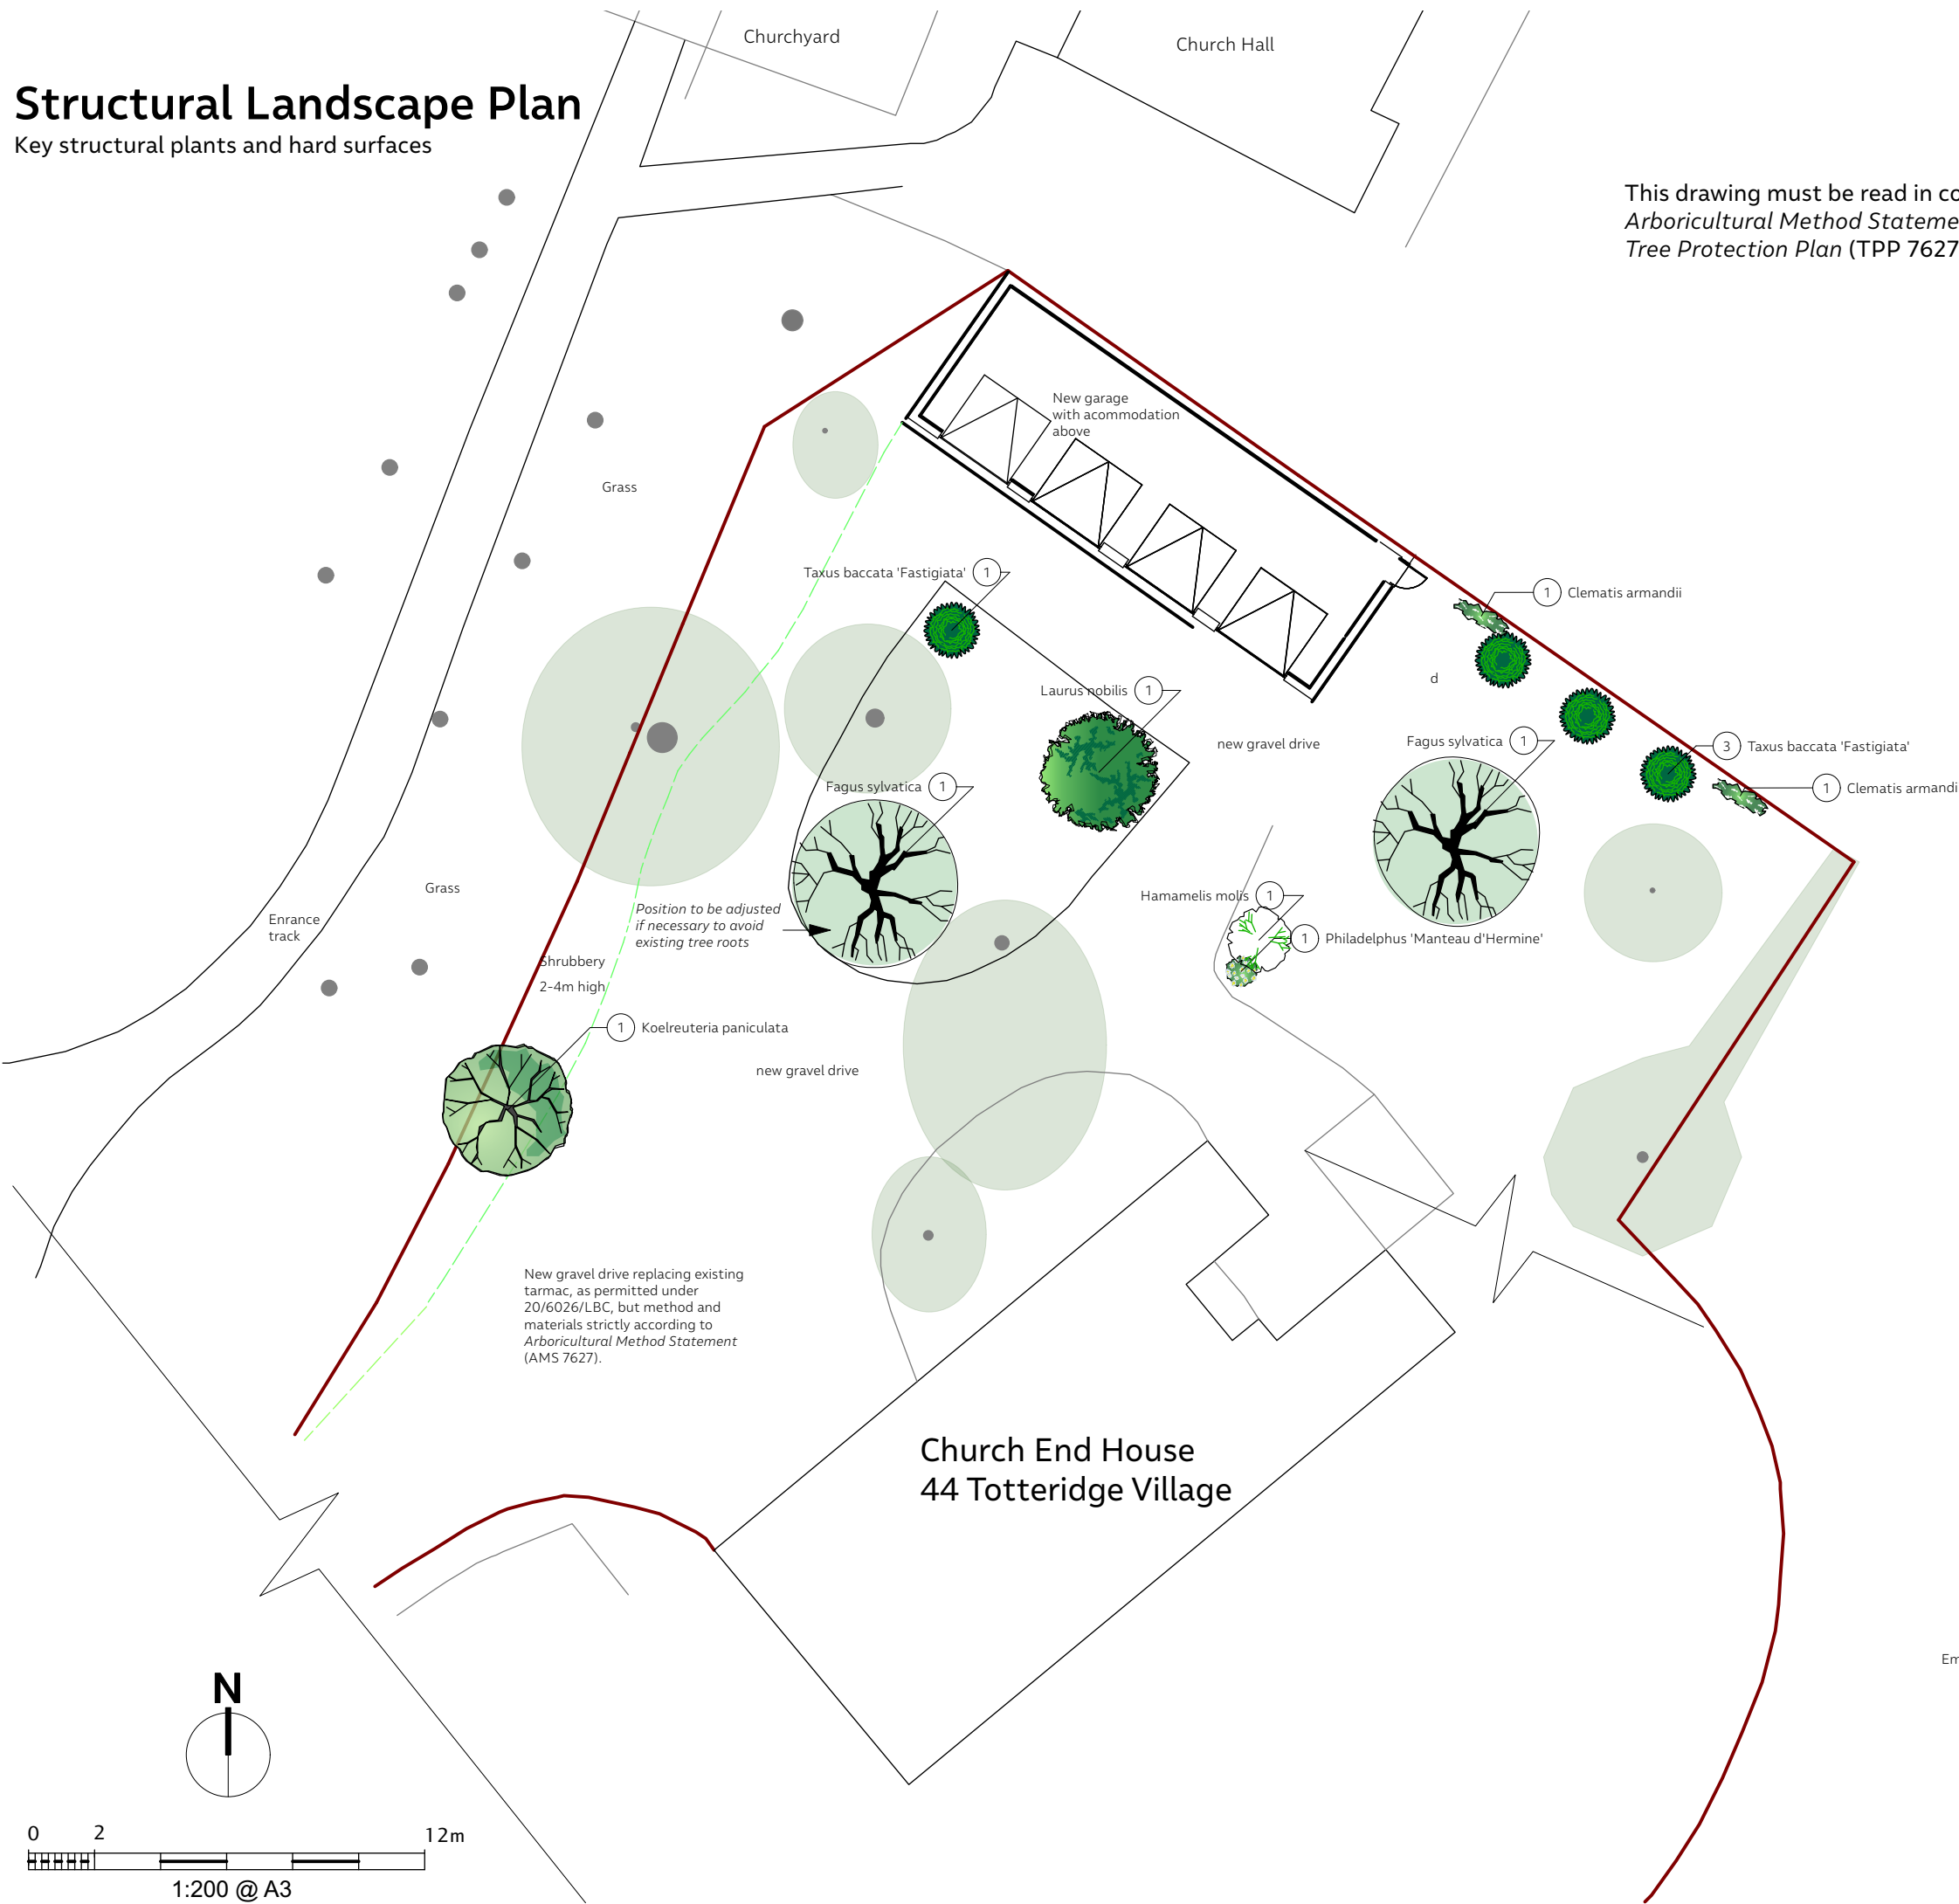 Churchyard
Church Hall
Structural Landscape Plan
Key structural plants and hard surfaces
This drawing must be read in co
Arboricultural Method Stateme
Tree Protection Plan (TPP 7627
New garage
with acommodation
above
Grass
Taxus baccata 'Fastigiata' 1
1 Clematis armandii
d
Laurus nobilis 1
new gravel drive
Fagus sylvatica 1
3 Taxus baccata 'Fastigiata'
Fagus sylvatica 1
1 Clematis armandi
Grass
Hamamelis molis 1
Position to be adjusted
if necessary to avoid
existing tree roots
Enrance
track
1 Philadelphus 'Manteau d'Hermine'
Shrubbery
2-4m high
1 Koelreuteria paniculata
new gravel drive
New gravel drive replacing existing
tarmac, as permitted under
20/6026/LBC, but method and
materials strictly according to
Arboricultural Method Statement
(AMS 7627).
Church End House
44 Totteridge Village
Em
N
0 2 12m
1:200 @ A3